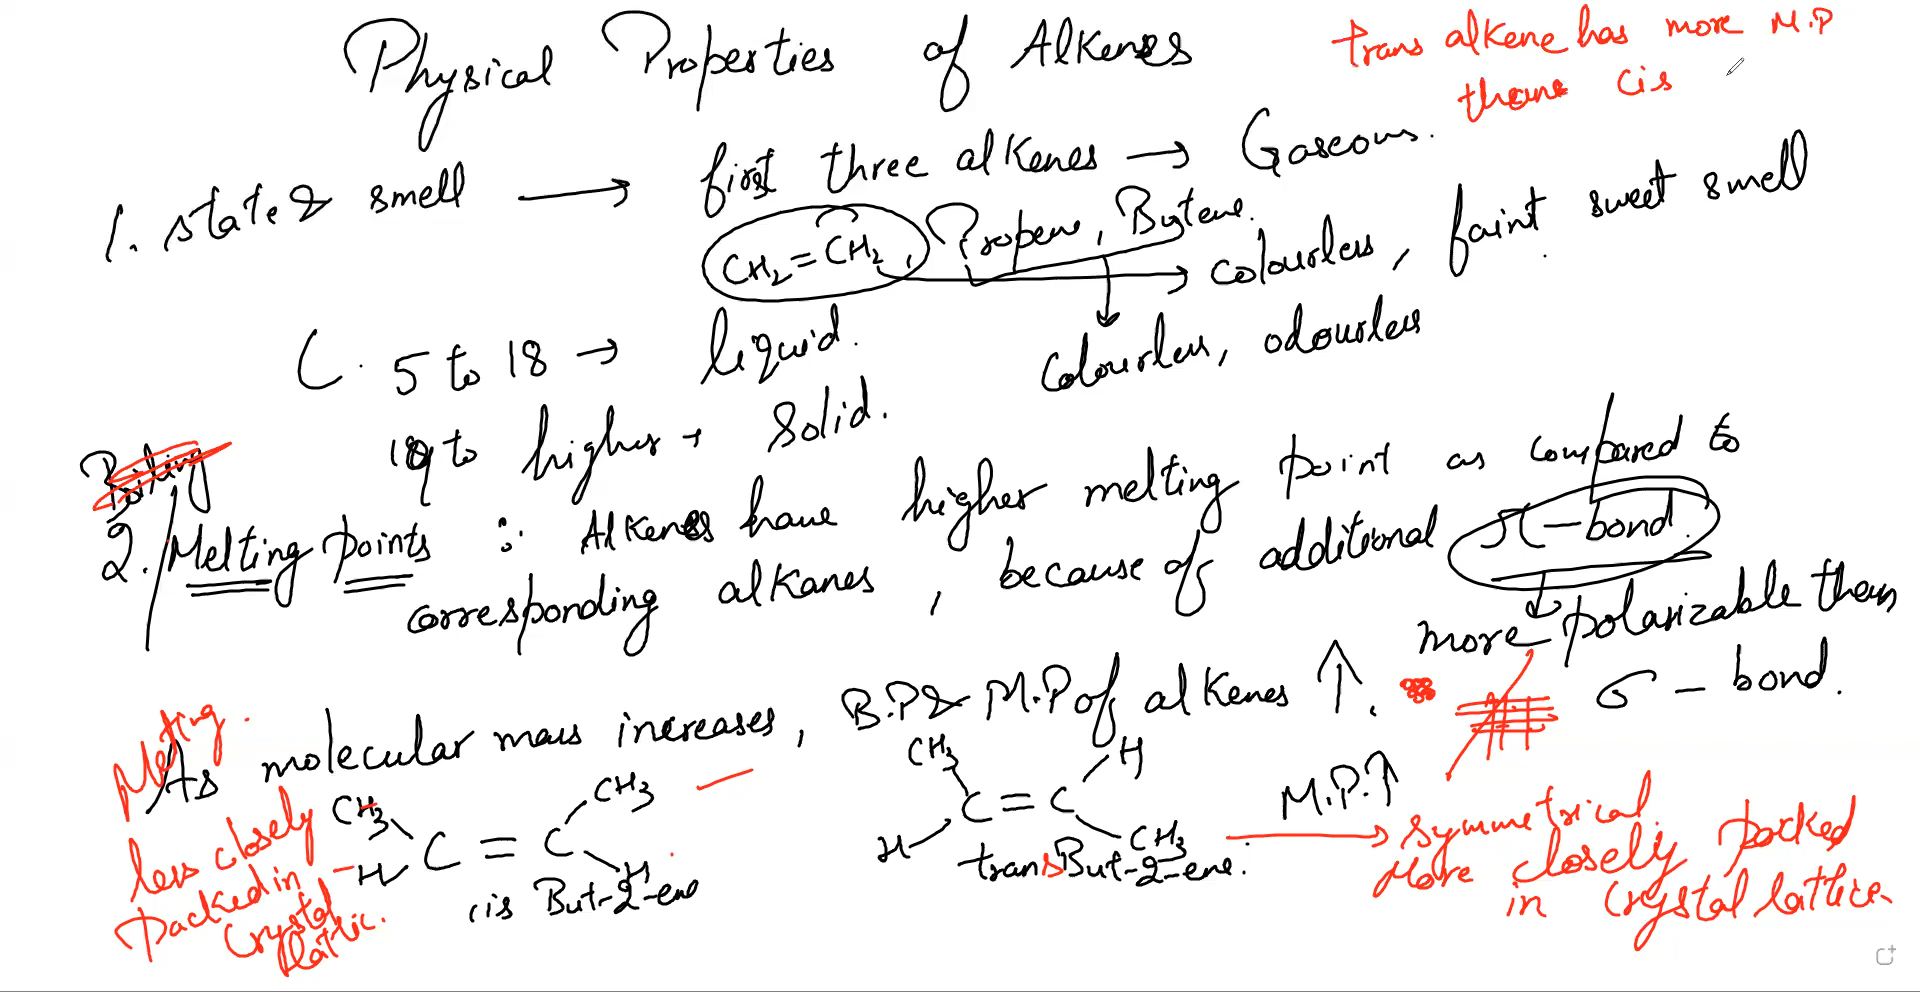 Physical Properties of Alkenes
trans alkene has more M.P
than cis
1. state & smell → first three alkenes → Gaseous.
CH2=CH2, Propene, Butene.
→ colourless, faint sweet smell
colourless, odourless
C. 5 to 18 → liquid.
19 to higher → Solid.
Boiling
2. Melting points : Alkenes have higher melting point as compared to
corresponding alkanes, because of additional π-bond.
more polarizable than
σ - bond.
As molecular mass increases, B.P & M.P of alkenes ↑.
Melting.
less closely
packed in
crystal
lattic.
CH3 CH3
C = C
H H
cis But-2-ene
CH3 H
C = C
H CH3
trans But-2-ene.
M.P.↑
→ symmetrical.
More closely packed
in crystal lattice